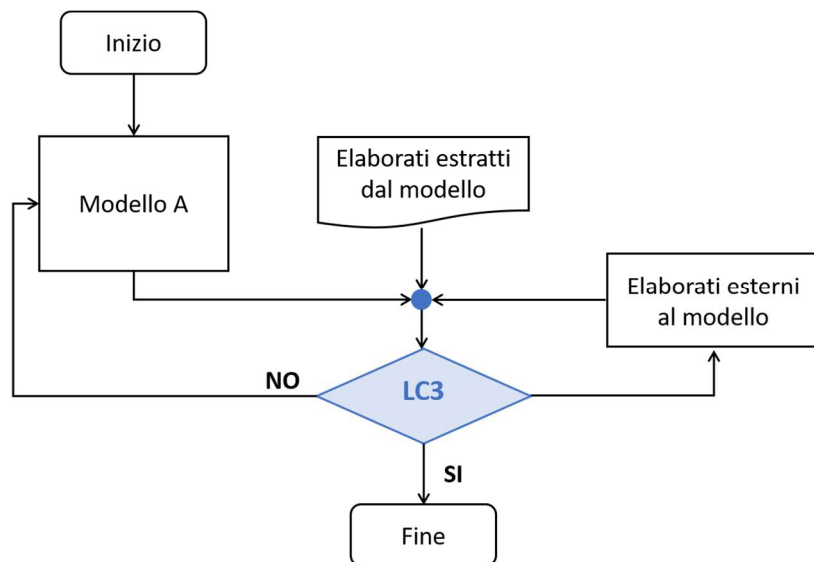 Inizio
Modello A
Elaborati estratti
dal modello
Elaborati esterni
al modello
NO
LC3
SI
Fine